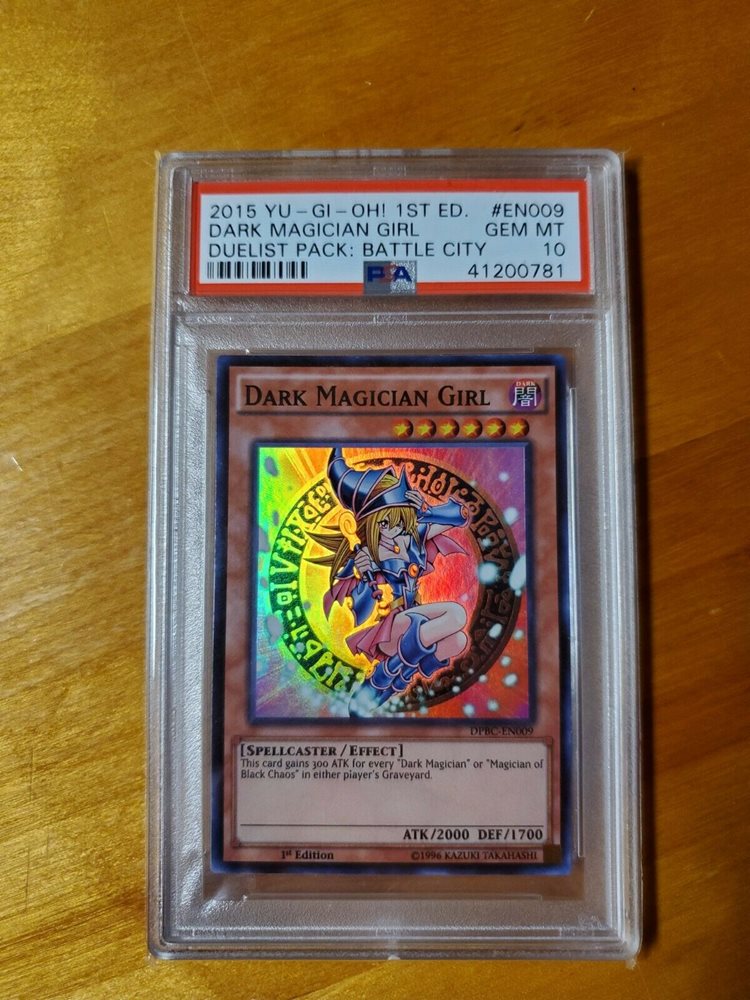 2015 YU-GI-OH! 1ST ED. #EN009
DARK MAGICIAN GIRL GEM MT
DUELIST PACK: BATTLE CITY 10
PSA 41200781
DARK MAGICIAN GIRL
DARK
闇
DPBC-EN009
[SPELLCASTER / EFFECT]
This card gains 300 ATK for every "Dark Magician" or "Magician of
Black Chaos" in either player's Graveyard.
ATK/2000 DEF/1700
1st Edition ©1996 KAZUKI TAKAHASHI